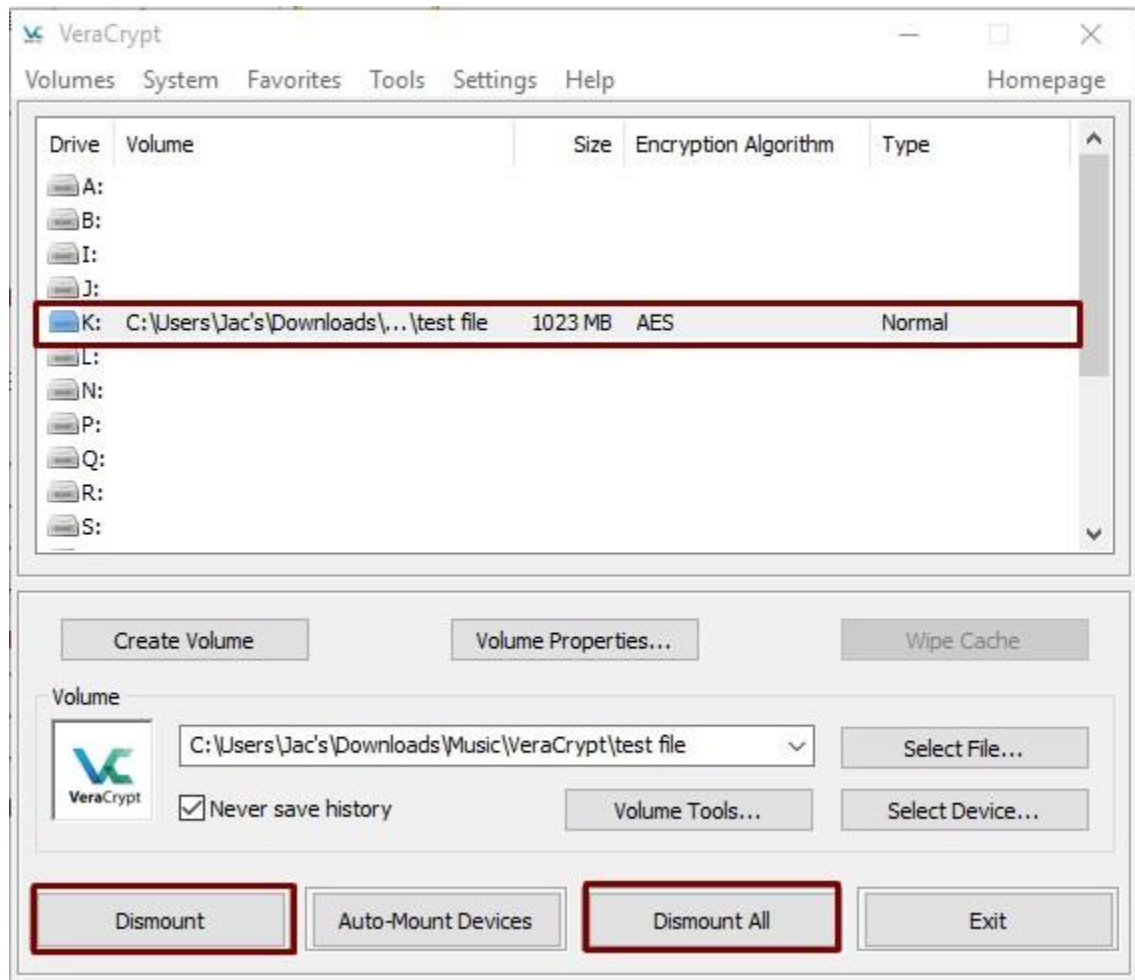 VeraCrypt
Volumes System Favorites Tools Settings Help Homepage
Drive Volume Size Encryption Algorithm Type
A:
B:
I:
J:
K: C:\Users\Jac's\Downloads\...\test file 1023 MB AES Normal
L:
N:
P:
Q:
R:
S:
Create Volume Volume Properties... Wipe Cache
Volume
C:\Users\Jac's\Downloads\Music\VeraCrypt\test file Select File...
VeraCrypt
Never save history Volume Tools... Select Device...
Dismount Auto-Mount Devices Dismount All Exit